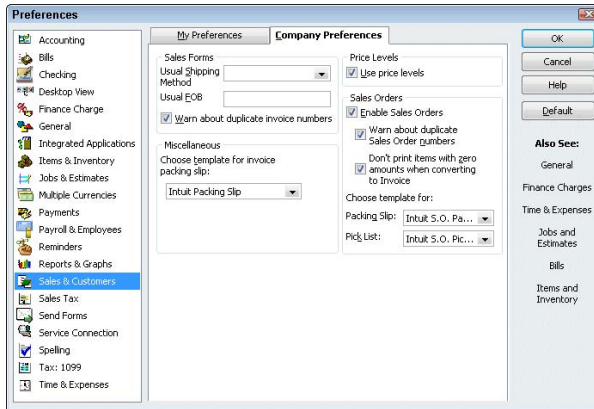 Preferences
Accounting
Bills
Checking
Desktop View
Finance Charge
General
Integrated Applications
Items & Inventory
Jobs & Estimates
Multiple Currencies
Payments
Payroll & Employees
Reminders
Reports & Graphs
Sales & Customers
Sales Tax
Send Forms
Service Connection
Spelling
Tax: 1099
Time & Expenses
My Preferences
Company Preferences
Sales Forms
Usual Shipping
Method
Usual FOB
Warn about duplicate invoice numbers
Miscellaneous
Choose template for invoice
packing slip:
Intuit Packing Slip
Price Levels
Use price levels
Sales Orders
Enable Sales Orders
Warn about duplicate
Sales Order numbers
Don't print items with zero
amounts when converting
to Invoice
Choose template for:
Packing Slip: Intuit S.O. Pa...
Pick List: Intuit S.O. Pic...
OK
Cancel
Help
Default
Also See:
General
Finance Charges
Time & Expenses
Jobs and
Estimates
Bills
Items and
Inventory